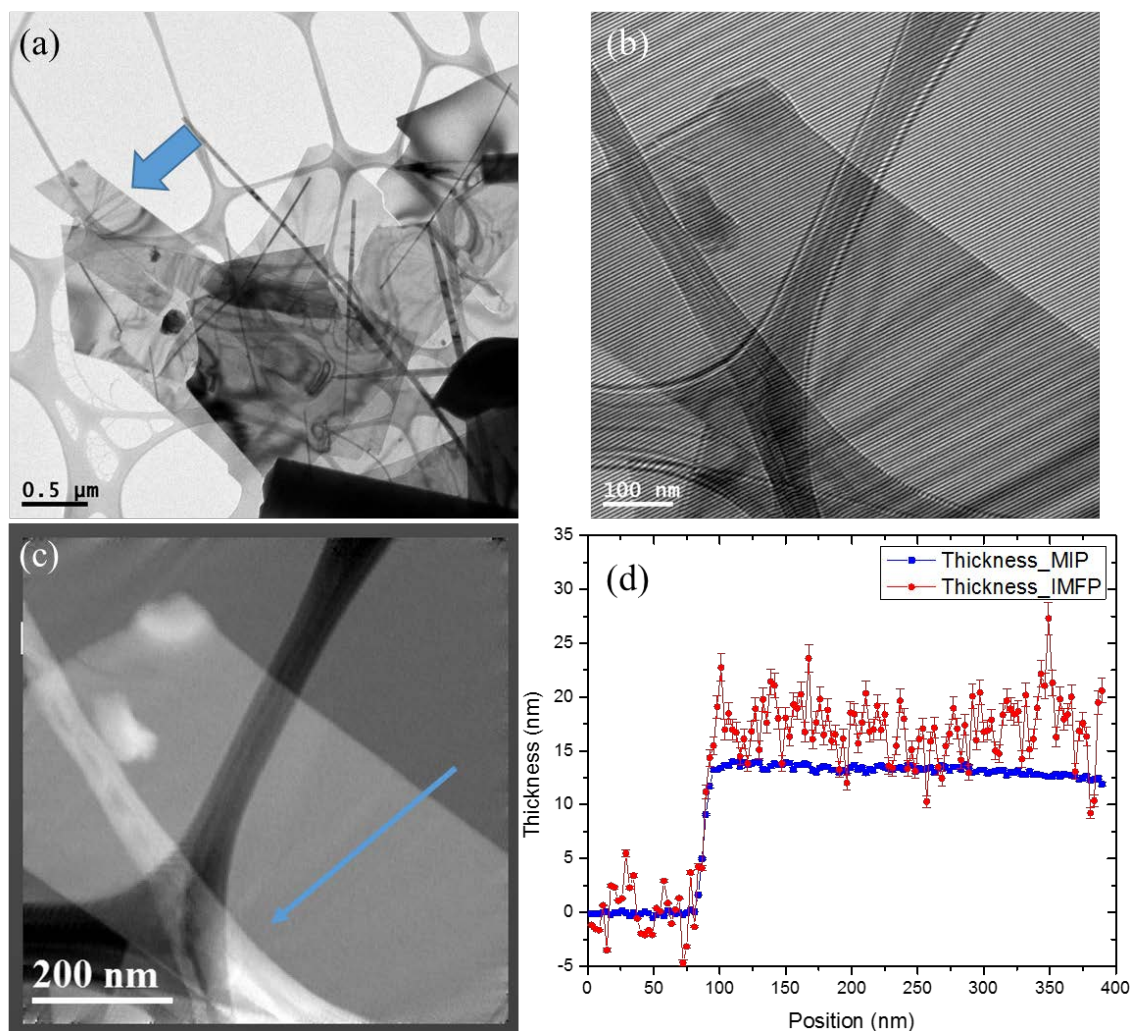 (a)
0.5 µm
(b)
100 nm
(c)
200 nm
(d)
Thickness_MIP
Thickness_IMFP
Thickness (nm)
35
30
25
20
15
10
5
0
-5
0 50 100 150 200 250 300 350 400
Position (nm)